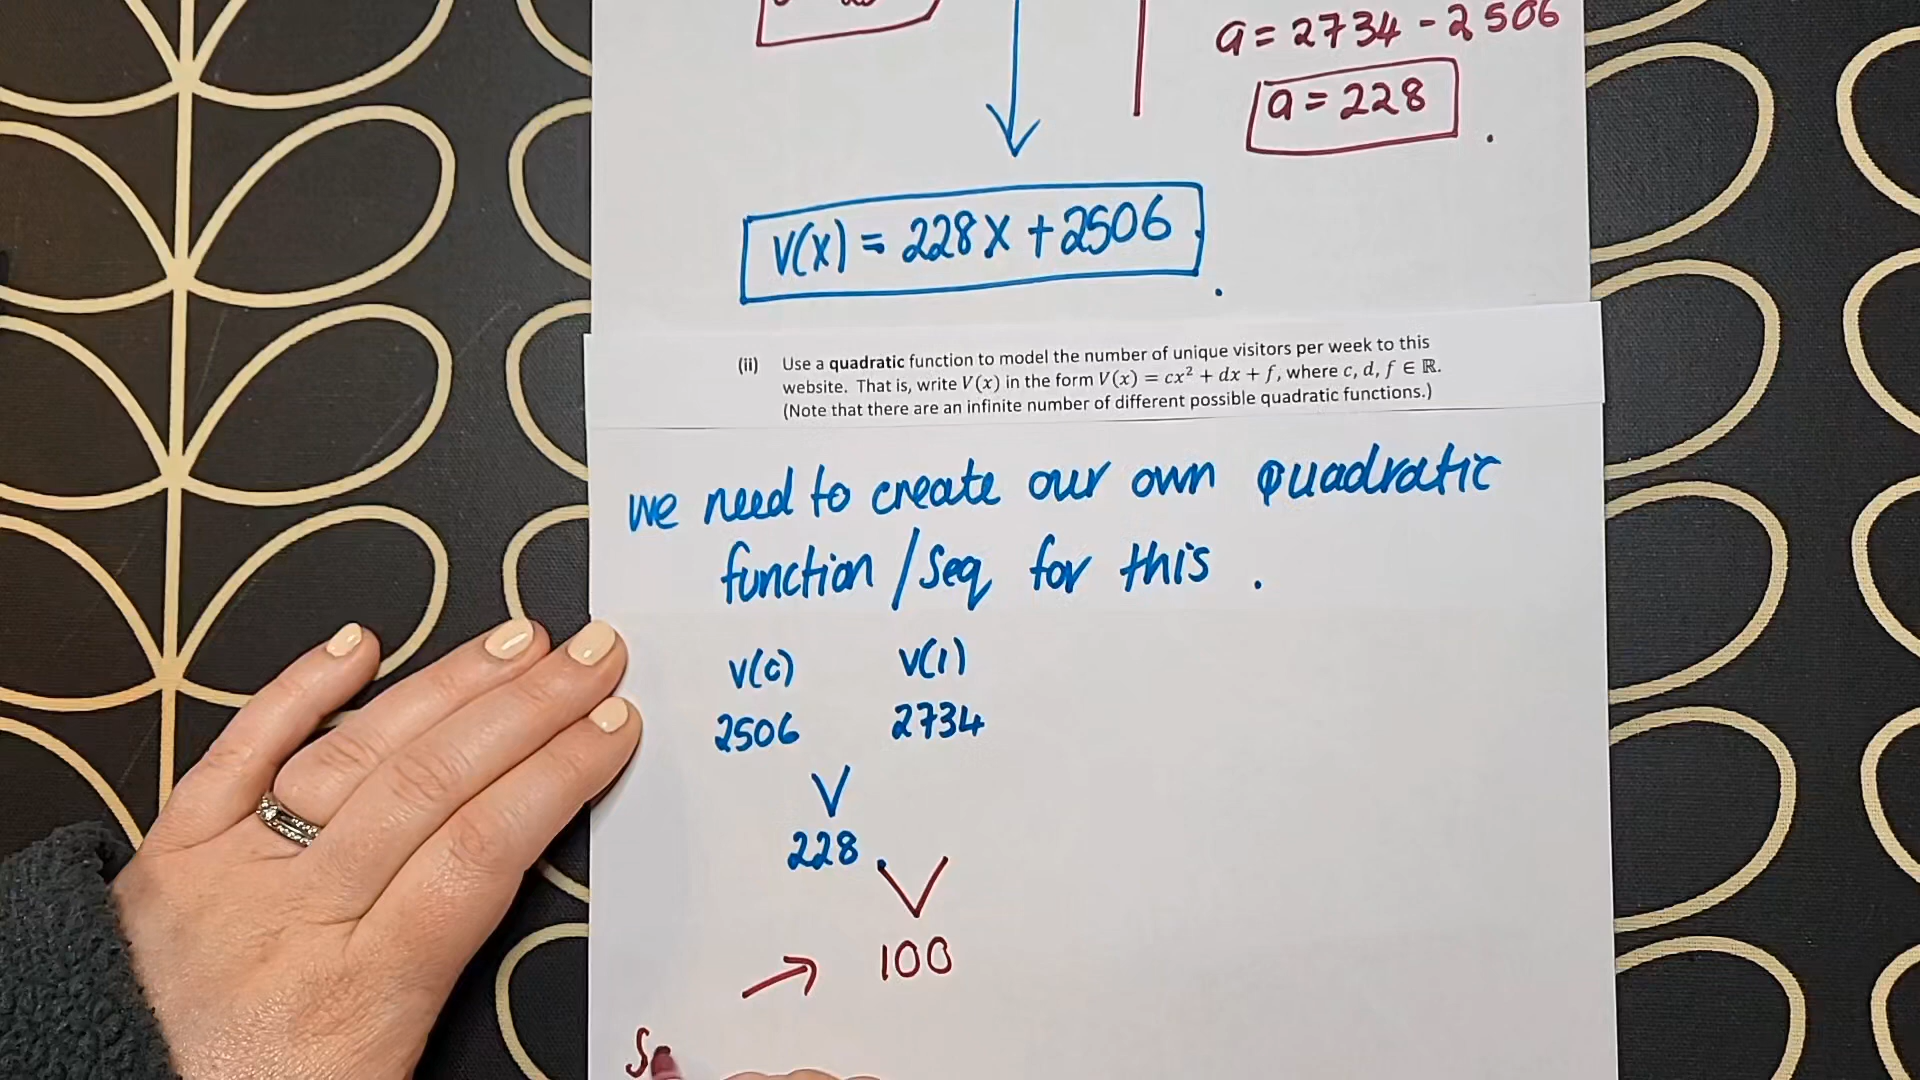 a = 2734 - 2506
a = 228
V(x) = 228x + 2506
(ii) Use a quadratic function to model the number of unique visitors per week to this
website. That is, write V(x) in the form V(x) = cx² + dx + f, where c, d, f ∈ ℝ.
(Note that there are an infinite number of different possible quadratic functions.)
we need to create our own quadratic
function / seq for this .
V(0) V(1)
2506 2734
228
100